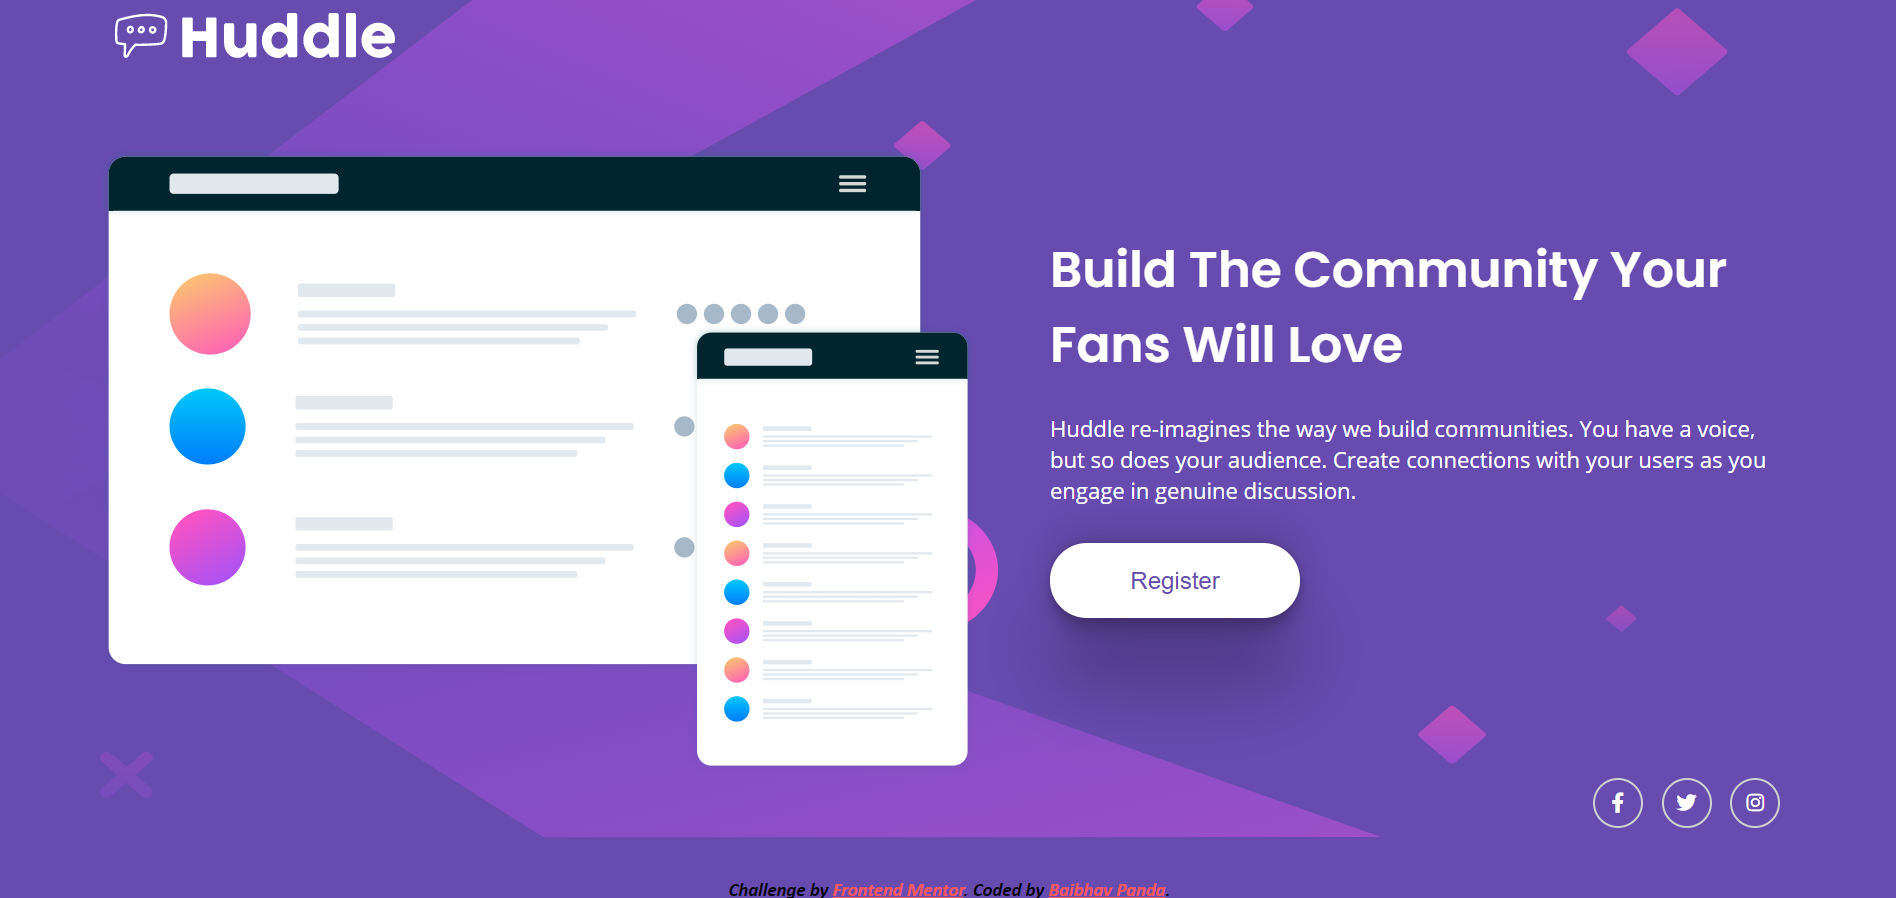 Huddle
Build The Community Your
Fans Will Love
Huddle re-imagines the way we build communities. You have a voice,
but so does your audience. Create connections with your users as you
engage in genuine discussion.
Register
Challenge by Frontend Mentor. Coded by Baibhav Panda.